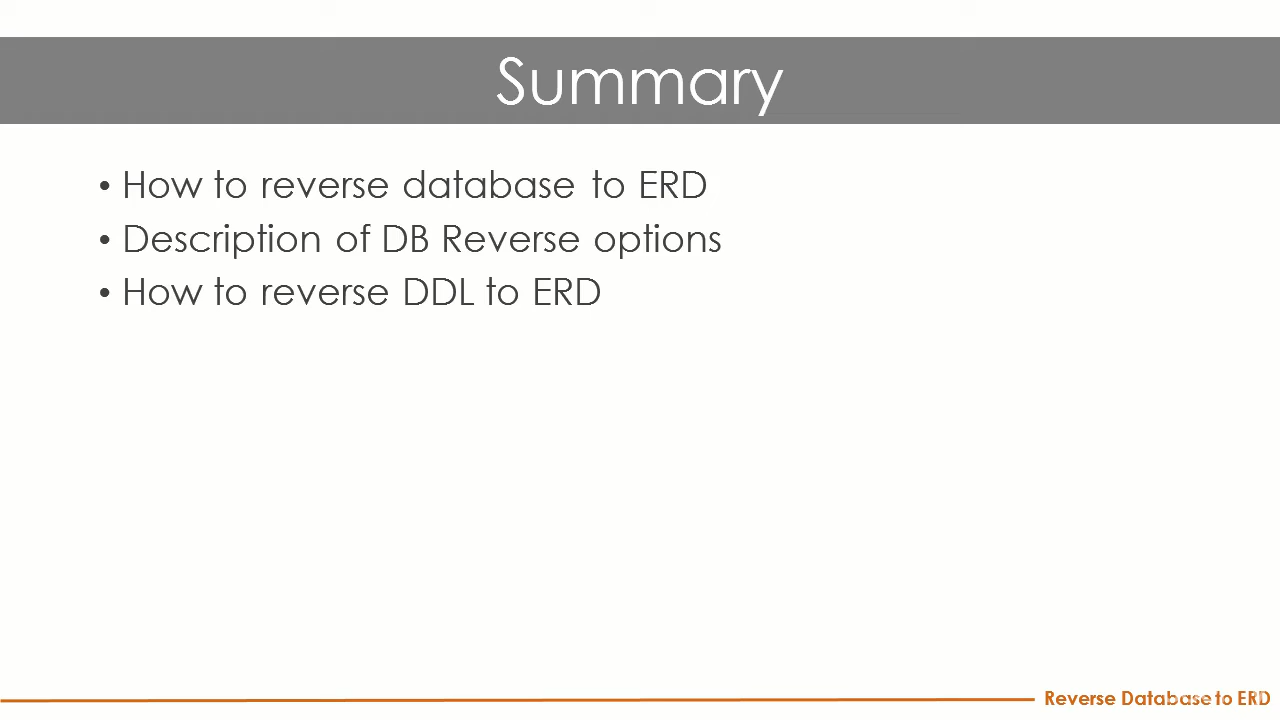 Summary
• How to reverse database to ERD
• Description of DB Reverse options
• How to reverse DDL to ERD
Reverse Database to ERD